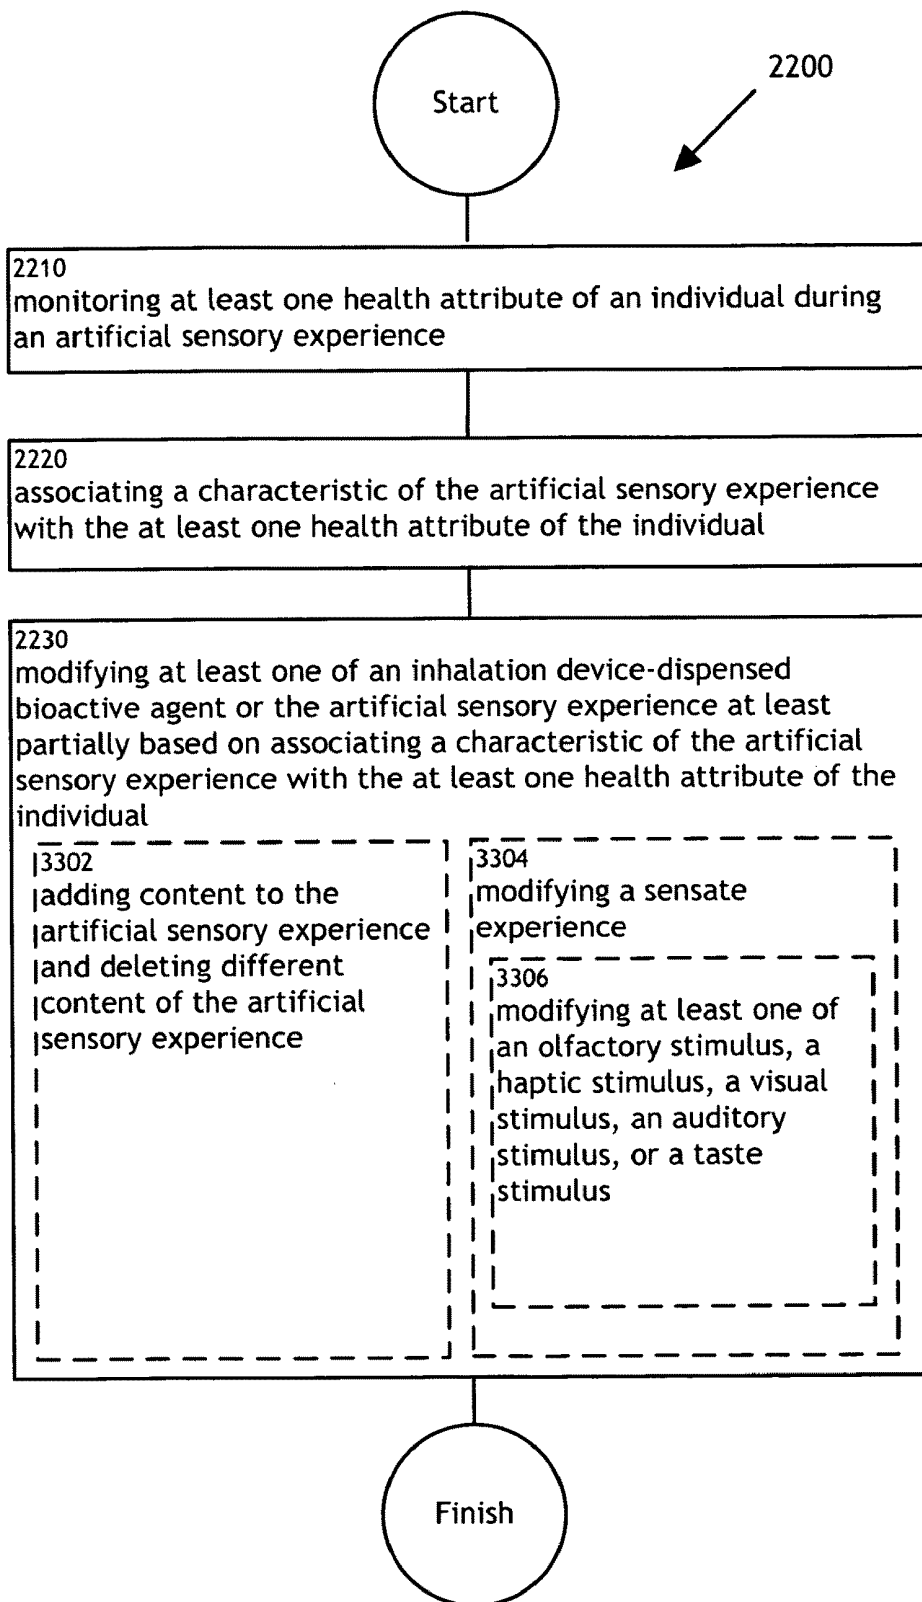 Start
2200
2210
monitoring at least one health attribute of an individual during
an artificial sensory experience
2220
associating a characteristic of the artificial sensory experience
with the at least one health attribute of the individual
2230
modifying at least one of an inhalation device-dispensed
bioactive agent or the artificial sensory experience at least
partially based on associating a characteristic of the artificial
sensory experience with the at least one health attribute of the
individual
3302
adding content to the
artificial sensory experience
and deleting different
content of the artificial
sensory experience
3304
modifying a sensate
experience
3306
modifying at least one of
an olfactory stimulus, a
haptic stimulus, a visual
stimulus, an auditory
stimulus, or a taste
stimulus
Finish